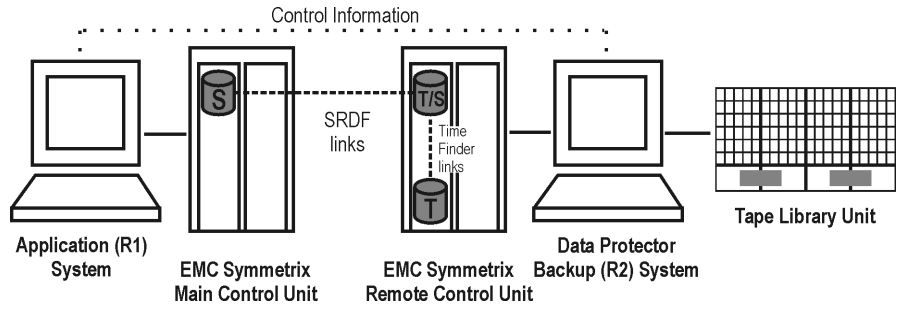 Control Information
S
T/S
SRDF
links
Time
Finder
links
T
Application (R1)
System
EMC Symmetrix
Main Control Unit
EMC Symmetrix
Remote Control Unit
Data Protector
Backup (R2) System
Tape Library Unit